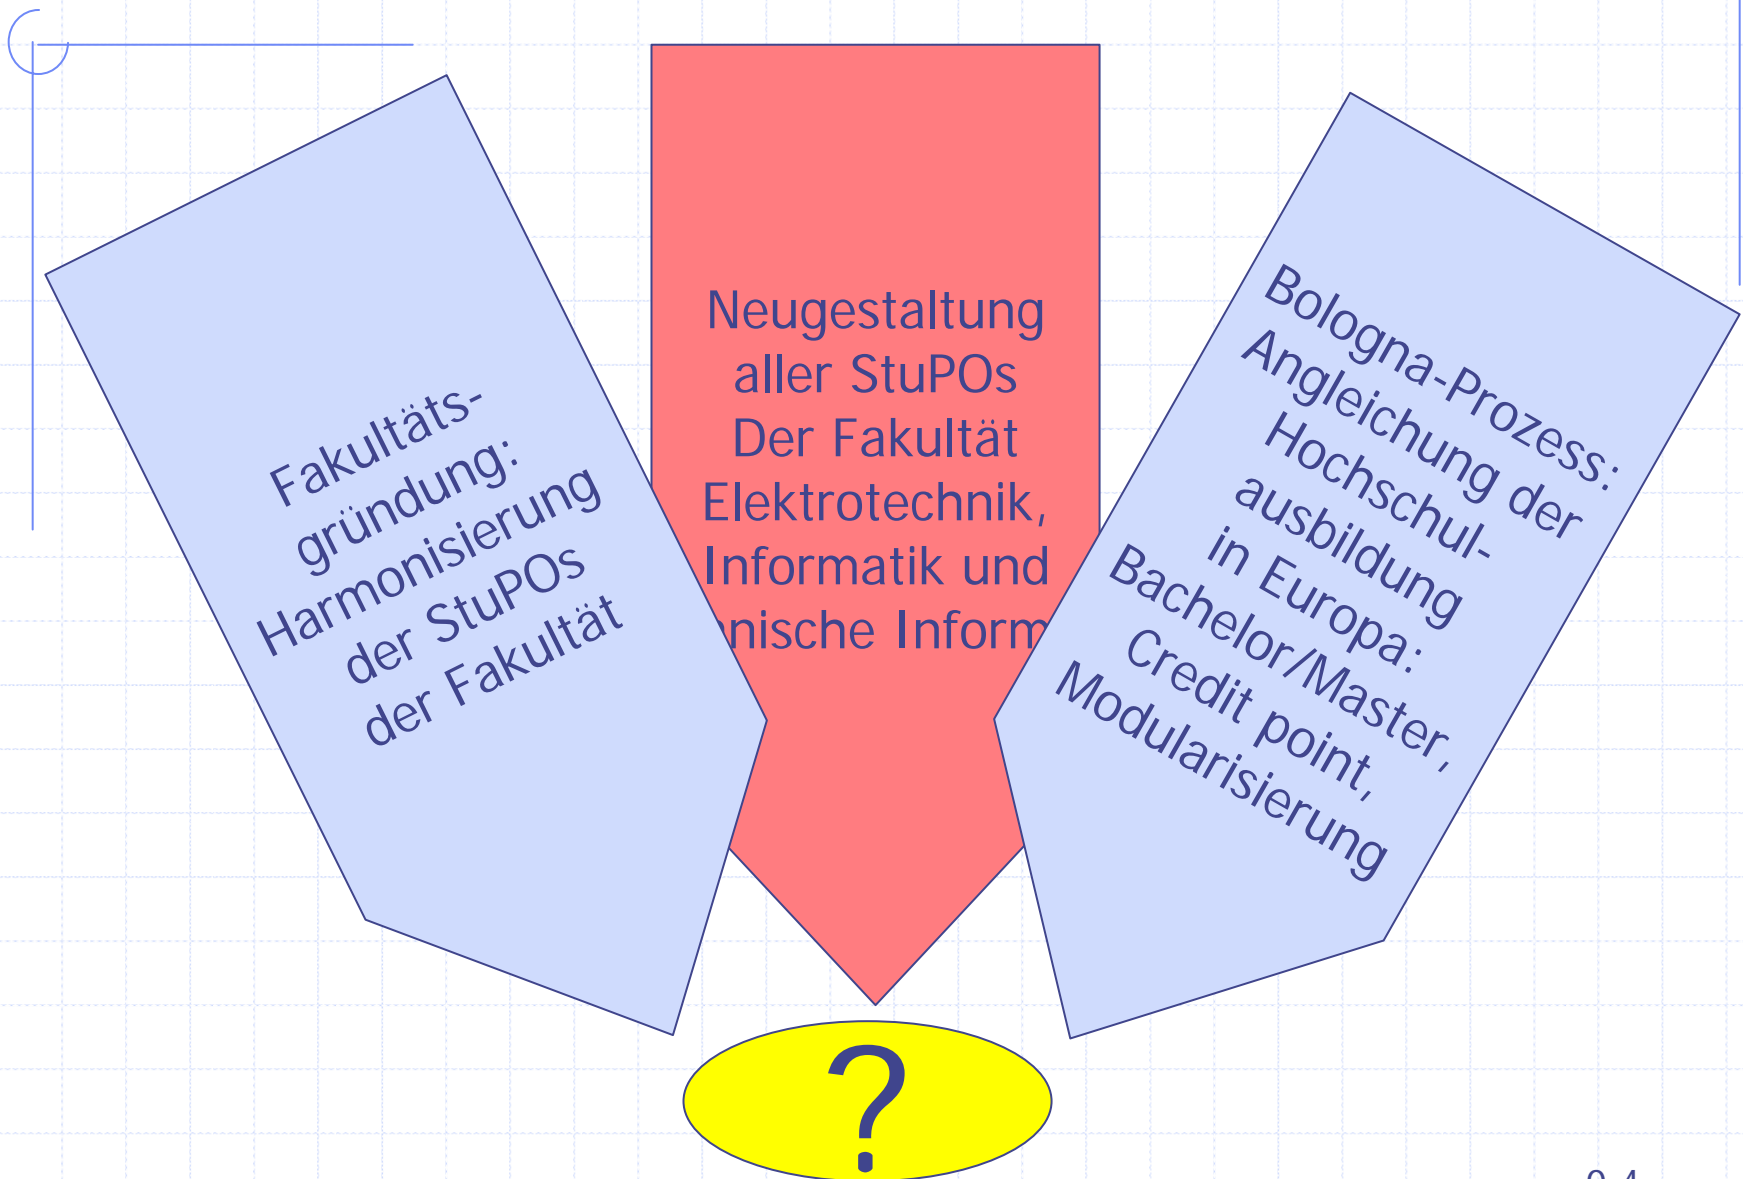 Fakultäts-
gründung:
Harmonisierung
der StuPOs
der Fakultät
Neugestaltung
aller StuPOs
Der Fakultät
Elektrotechnik,
Informatik und
Bologna-Prozess:
Angleichung der
Hochschul-
ausbildung
in Europa:
Bachelor/Master,
Credit point,
Modularisierung
?